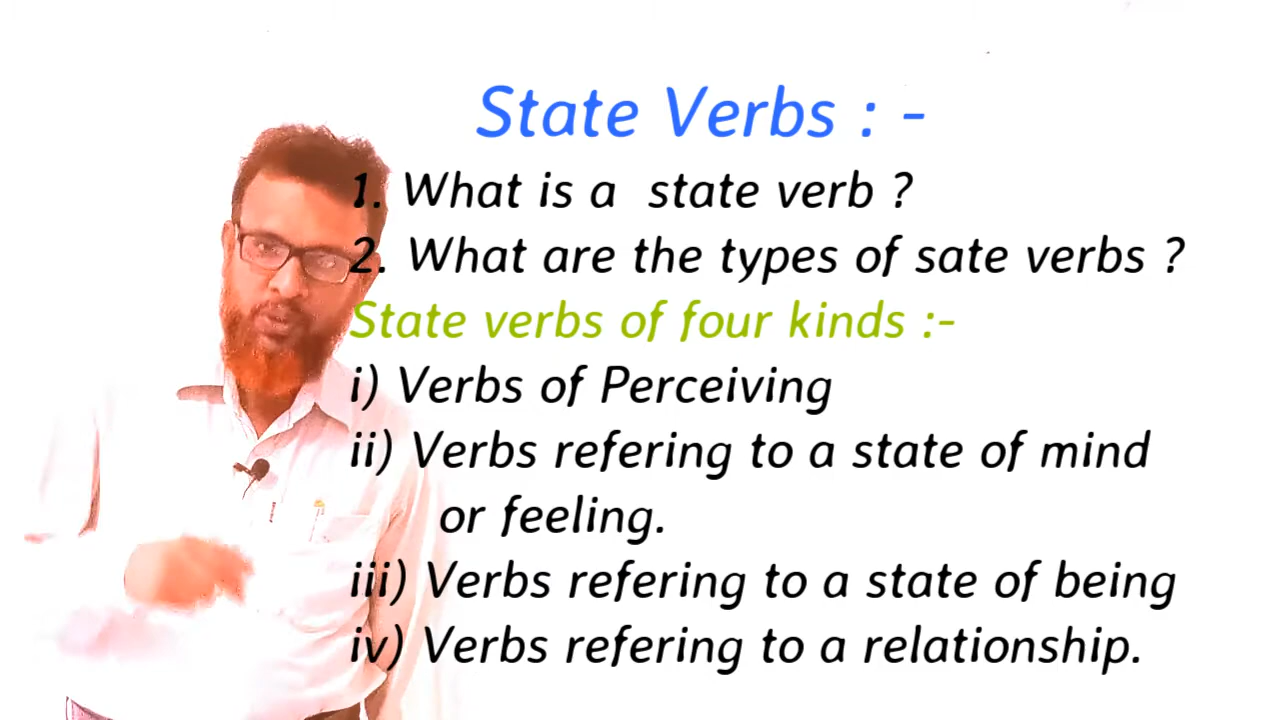 State Verbs : -
1. What is a state verb ?
2. What are the types of sate verbs ?
State verbs of four kinds :-
i) Verbs of Perceiving
ii) Verbs refering to a state of mind
or feeling.
iii) Verbs refering to a state of being
iv) Verbs refering to a relationship.